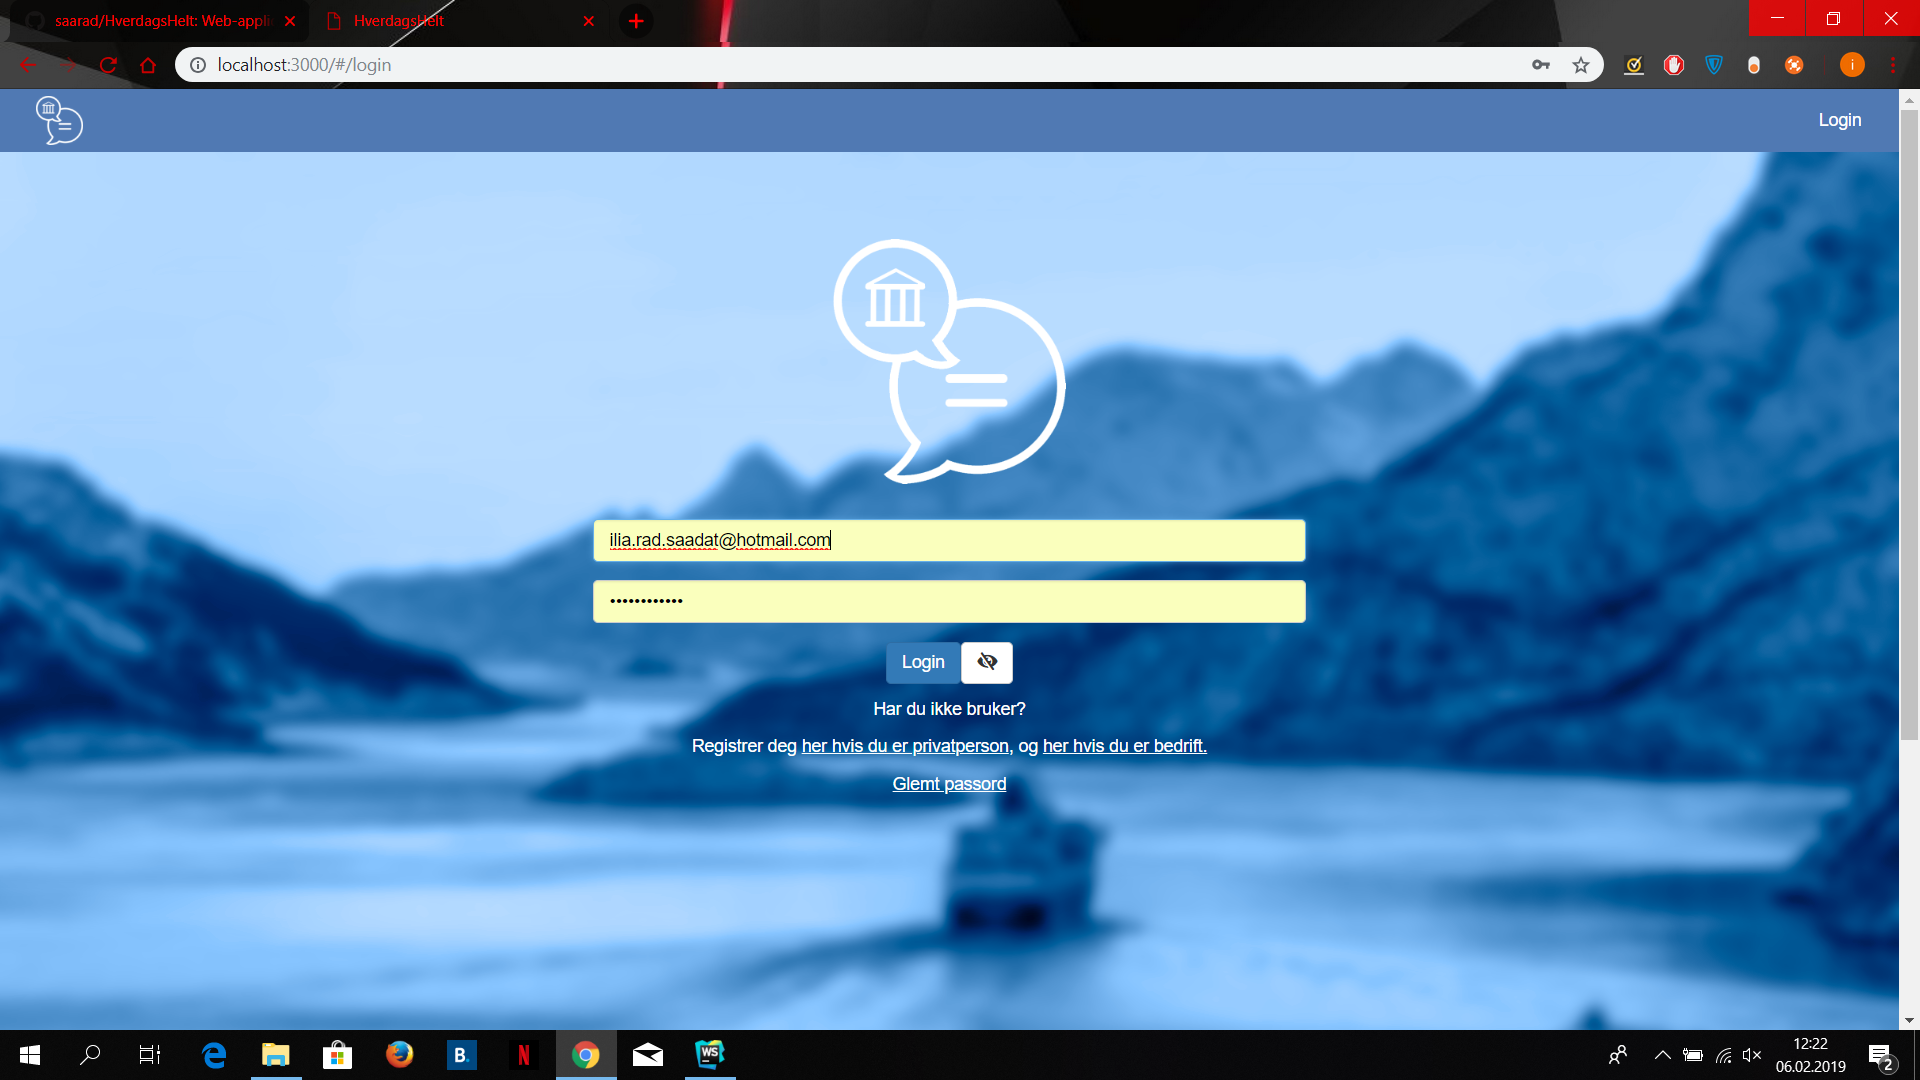 saarad/HverdagsHelt: Web-appli
HverdagsHelt
localhost:3000/#/login
i
Login
ilia.rad.saadat@hotmail.com
••••••••••••
Login
Har du ikke bruker?
Registrer deg her hvis du er privatperson, og her hvis du er bedrift.
Glemt passord
B.
N
WS
12:22
06.02.2019
2